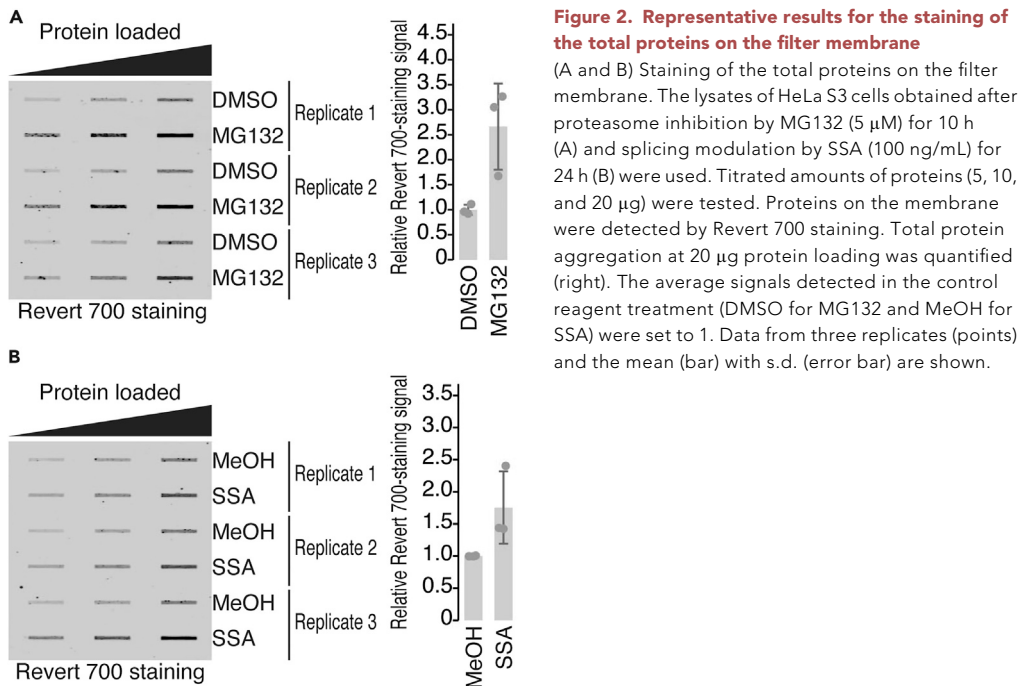 A
Protein loaded
DMSO
MG132
Replicate 1
DMSO
MG132
Replicate 2
DMSO
MG132
Replicate 3
Revert 700 staining
Relative Revert 700-staining signal
4.5
4.0
3.5
3.0
2.5
2.0
1.5
1.0
0.5
0
DMSO
MG132
B
Protein loaded
MeOH
SSA
Replicate 1
MeOH
SSA
Replicate 2
MeOH
SSA
Replicate 3
Revert 700 staining
Relative Revert 700-staining signal
3.5
3.0
2.5
2.0
1.5
1.0
0.5
0
MeOH
SSA
Figure 2. Representative results for the staining of
the total proteins on the filter membrane
(A and B) Staining of the total proteins on the filter
membrane. The lysates of HeLa S3 cells obtained after
proteasome inhibition by MG132 (5 μM) for 10 h
(A) and splicing modulation by SSA (100 ng/mL) for
24 h (B) were used. Titrated amounts of proteins (5, 10,
and 20 μg) were tested. Proteins on the membrane
were detected by Revert 700 staining. Total protein
aggregation at 20 μg protein loading was quantified
(right). The average signals detected in the control
reagent treatment (DMSO for MG132 and MeOH for
SSA) were set to 1. Data from three replicates (points)
and the mean (bar) with s.d. (error bar) are shown.